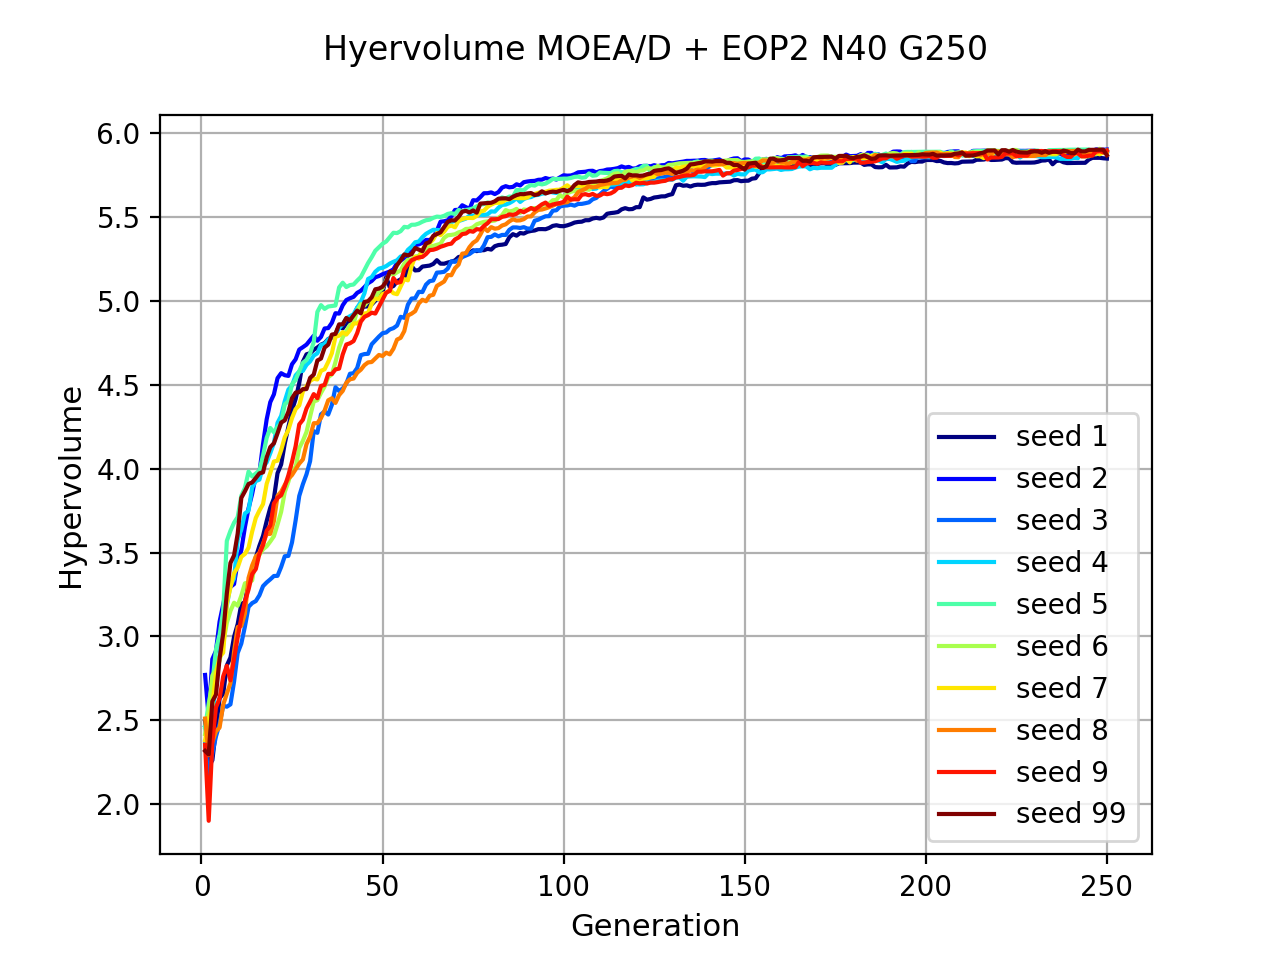 Hyervolume MOEA/D + EOP2 N40 G250
6.0
5.5
5.0
4.5
4.0
3.5
3.0
2.5
2.0
Hypervolume
seed 1
seed 2
seed 3
seed 4
seed 5
seed 6
seed 7
seed 8
seed 9
seed 99
0
50
100
150
200
250
Generation